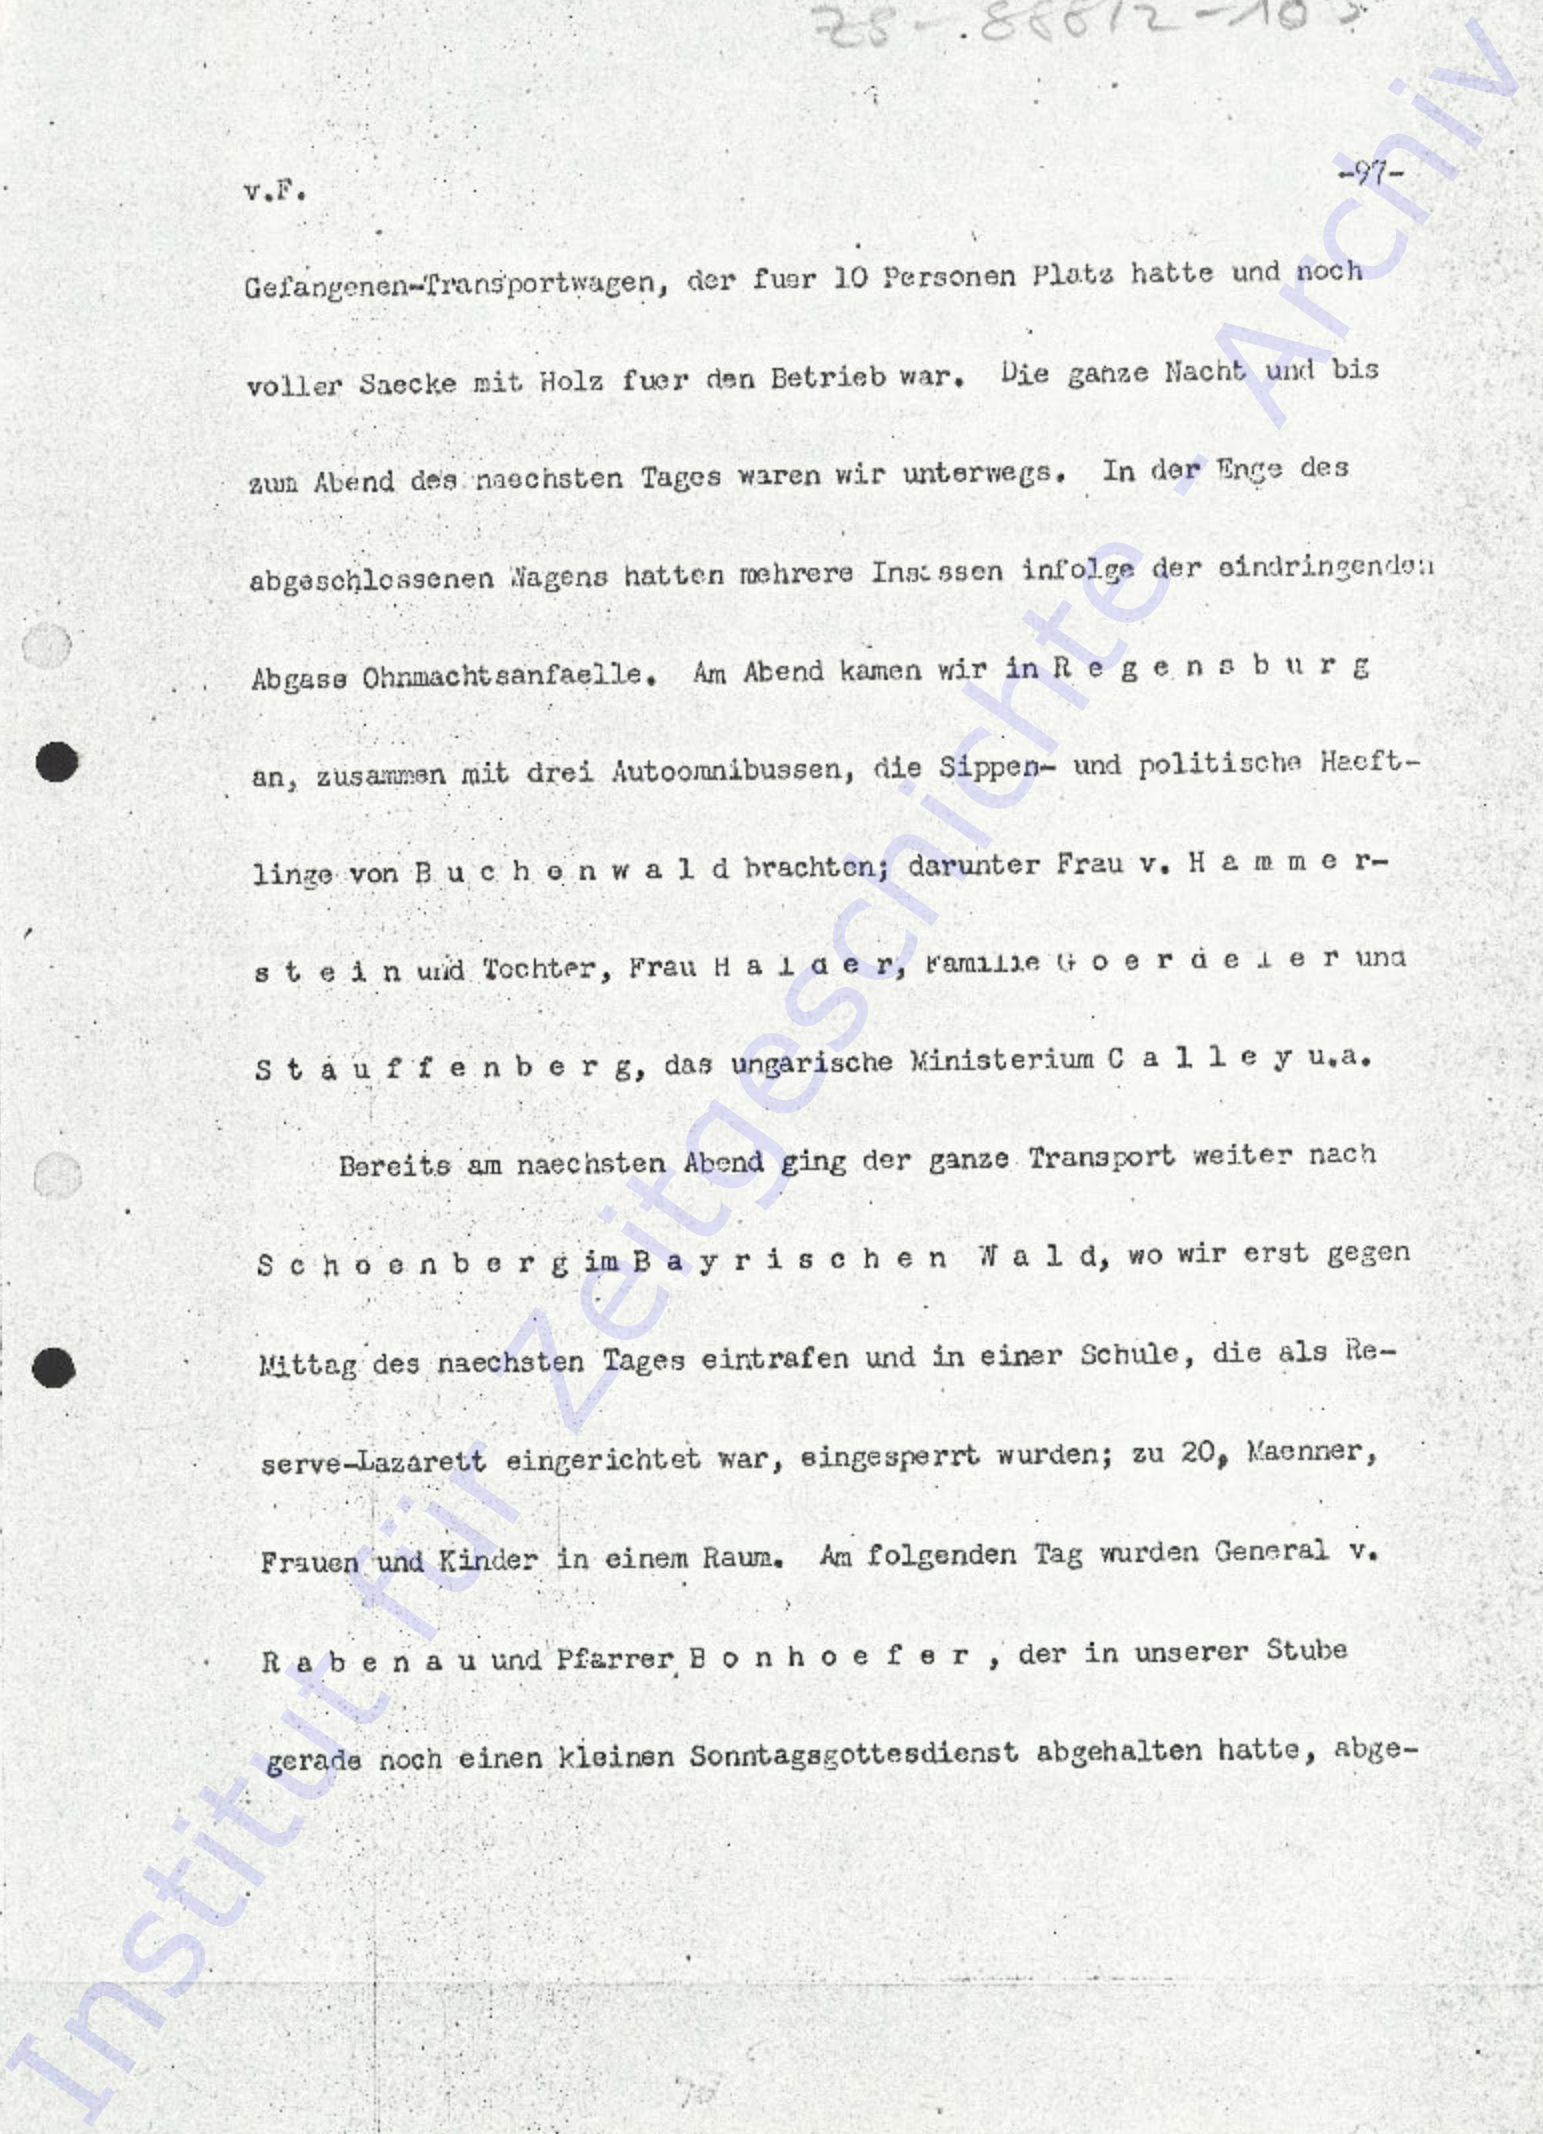 ZS-.888/2-10
v.F.
-97-
Gefangenen-Transportwagen, der fuer 10 Personen Platz hatte und noch
voller Saecke mit Holz fuer den Betrieb war. Die ganze Nacht und bis
zum Abend des naechsten Tages waren wir unterwegs. In der Enge des
abgeschlossenen Wagens hatten mehrere Insassen infolge der eindringenden
Abgase Ohnmachtsanfaelle. Am Abend kamen wir in R e g e n s b u r g
an, zusammen mit drei Autoomnibussen, die Sippen- und politische Haeft-
linge von B u c h e n w a l d brachten; darunter Frau v. H a m m e r-
s t e i n und Tochter, Frau H a l d e r, Familie G o e r d e l e r und
S t a u f f e n b e r g, das ungarische Ministerium C a l l e y u.a.
Bereits am naechsten Abend ging der ganze Transport weiter nach
S c h o e n b e r g im B a y r i s c h e n W a l d, wo wir erst gegen
Mittag des naechsten Tages eintrafen und in einer Schule, die als Re-
serve-Lazarett eingerichtet war, eingesperrt wurden; zu 20, Maenner,
Frauen und Kinder in einem Raum. Am folgenden Tag wurden General v.
R a b e n a u und Pfarrer B o n h o e f e r , der in unserer Stube
gerade noch einen kleinen Sonntagsgottesdienst abgehalten hatte, abge-
Institut für Zeitgeschichte - Archiv